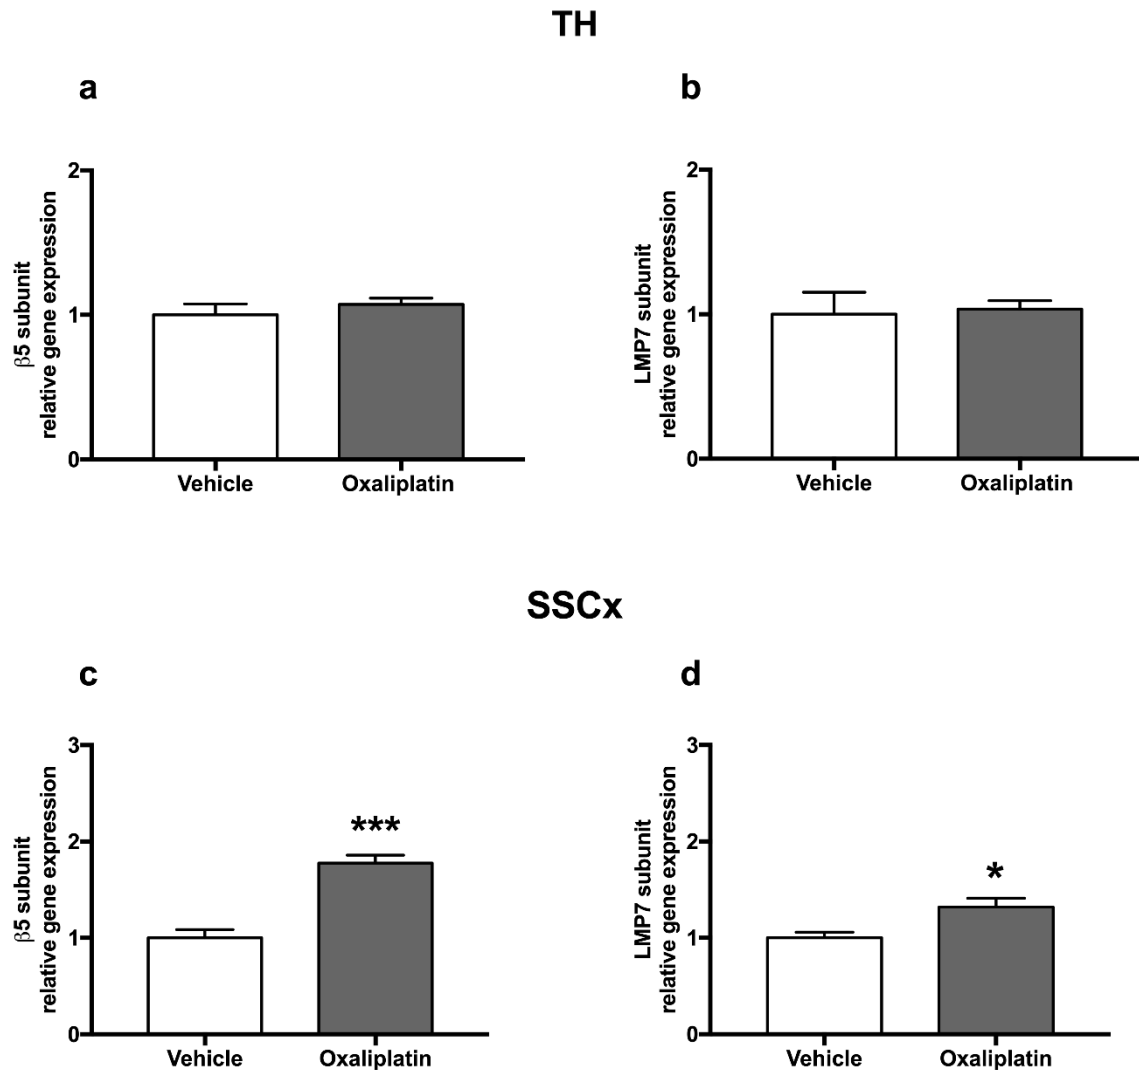 TH
a
b
2
1
0
β5 subunit
relative gene expression
Vehicle
Oxaliplatin
2
1
0
LMP7 subunit
relative gene expression
Vehicle
Oxaliplatin
SSCx
c
d
3
2
1
0
β5 subunit
relative gene expression
***
Vehicle
Oxaliplatin
3
2
1
0
LMP7 subunit
relative gene expression
*
Vehicle
Oxaliplatin